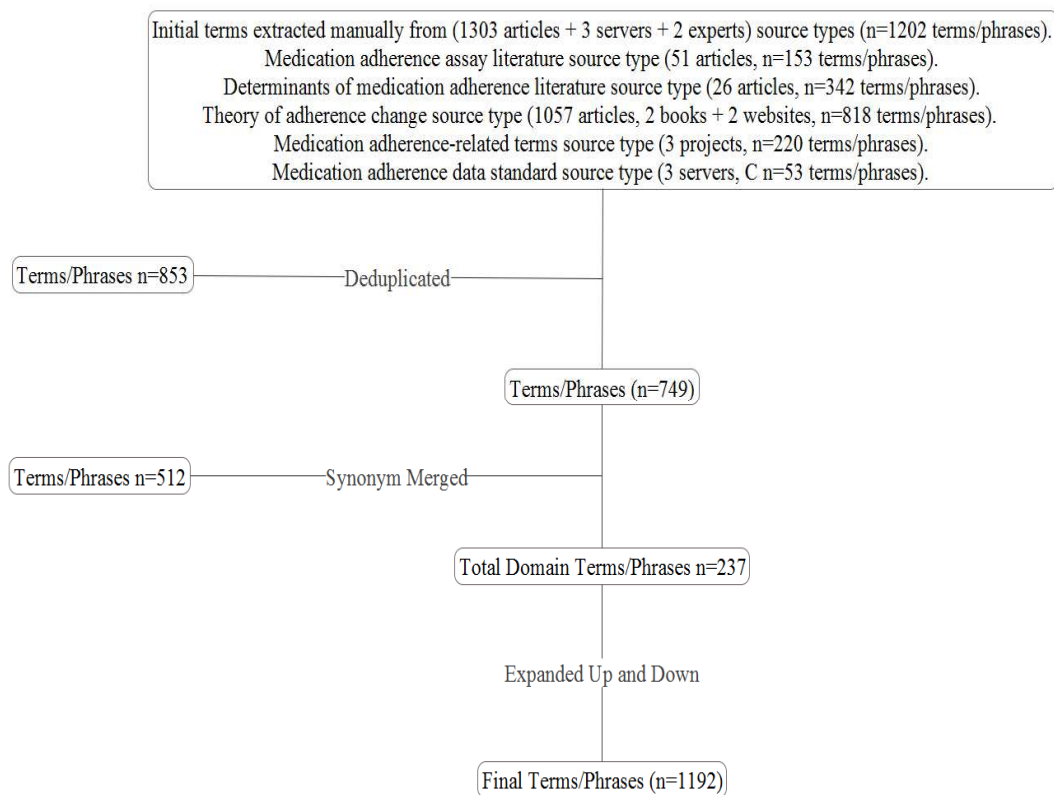 Initial terms extracted manually from (1303 articles + 3 servers + 2 experts) source types (n=1202 terms/phrases).
Medication adherence assay literature source type (51 articles, n=153 terms/phrases).
Determinants of medication adherence literature source type (26 articles, n=342 terms/phrases).
Theory of adherence change source type (1057 articles, 2 books + 2 websites, n=818 terms/phrases).
Medication adherence-related terms source type (3 projects, n=220 terms/phrases).
Medication adherence data standard source type (3 servers, C n=53 terms/phrases).
Terms/Phrases n=853
Deduplicated
Terms/Phrases (n=749)
Terms/Phrases n=512
Synonym Merged
Total Domain Terms/Phrases n=237
Expanded Up and Down
Final Terms/Phrases (n=1192)